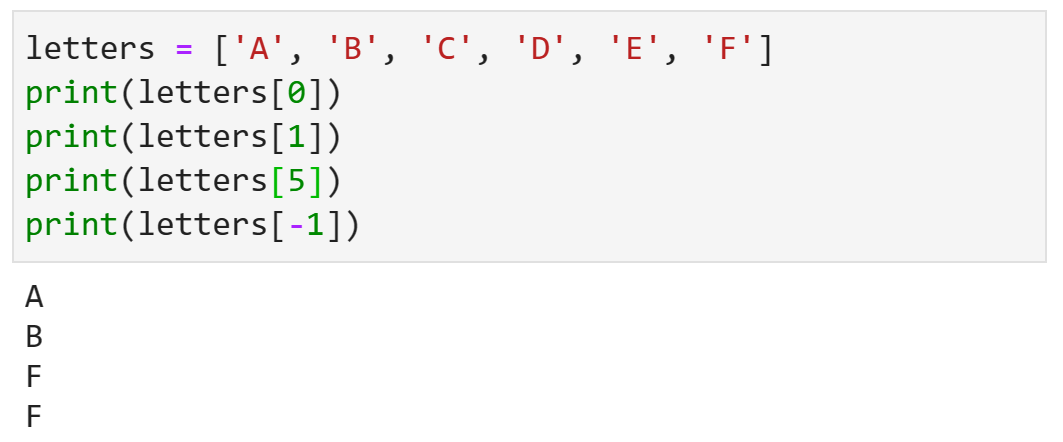 letters = ['A', 'B', 'C', 'D', 'E', 'F']
print(letters[0])
print(letters[1])
print(letters[5])
print(letters[-1])
A
B
F
F